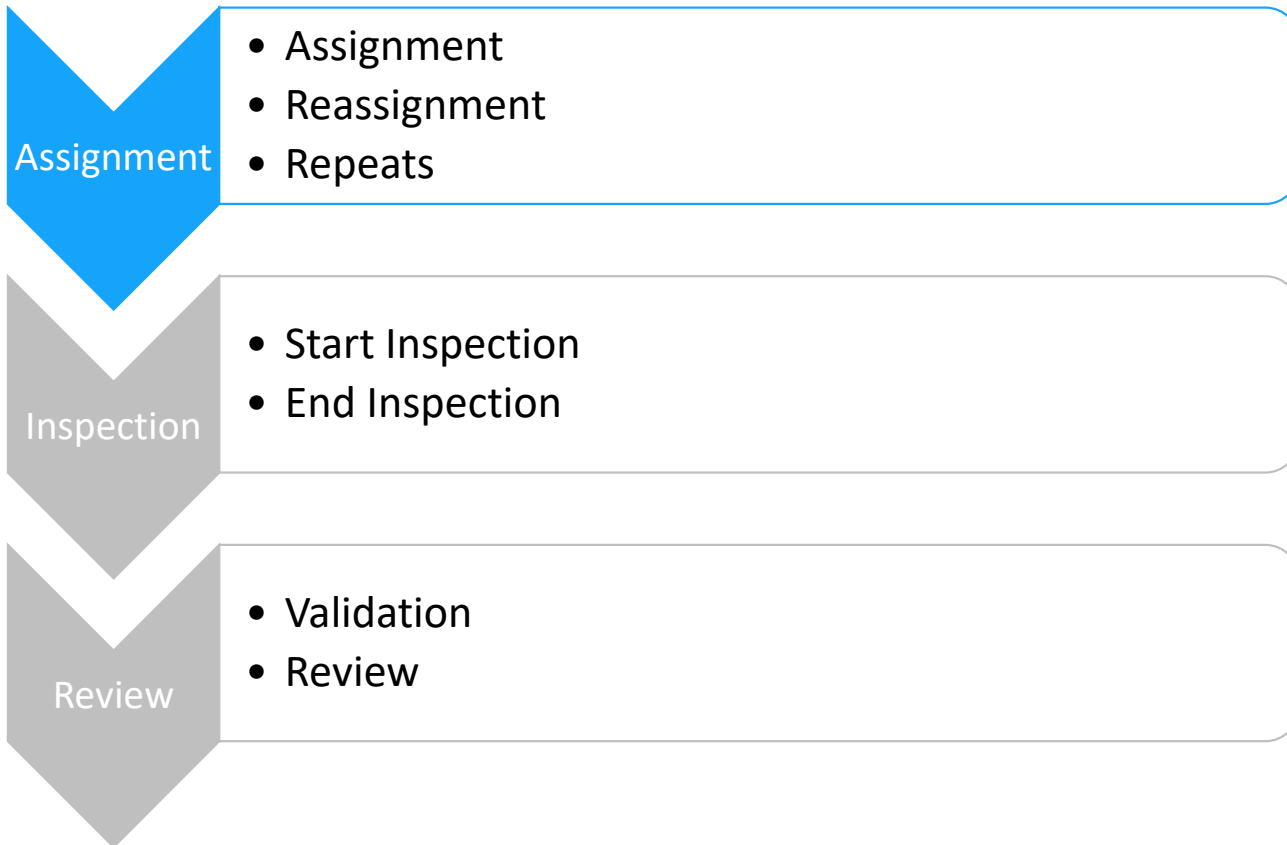 Assignment
• Assignment
• Reassignment
• Repeats
Inspection
• Start Inspection
• End Inspection
Review
• Validation
• Review